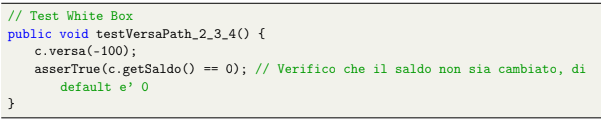 // Test White Box
public void testVersaPath_2_3_4() {
c.versa(-100);
asserTrue(c.getSaldo() == 0); // Verifico che il saldo non sia cambiato, di
default e' 0
}